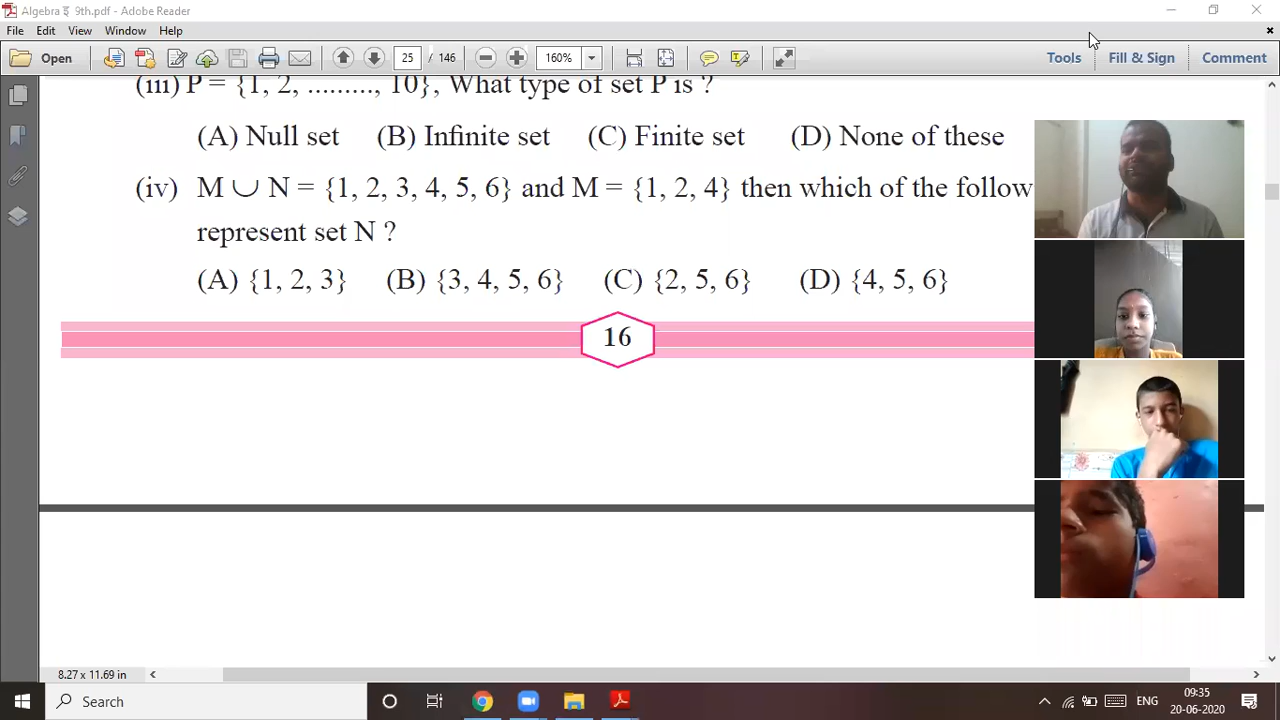 Algebra ई 9th.pdf - Adobe Reader
File Edit View Window Help
Open 25 / 146 160% Tools Fill & Sign Comment
(iii) P = {1, 2, ........., 10}, What type of set P is ?
(A) Null set (B) Infinite set (C) Finite set (D) None of these
(iv) M ∪ N = {1, 2, 3, 4, 5, 6} and M = {1, 2, 4} then which of the follow
represent set N ?
(A) {1, 2, 3} (B) {3, 4, 5, 6} (C) {2, 5, 6} (D) {4, 5, 6}
16
8.27 x 11.69 in
Search ENG 09:35
20-06-2020